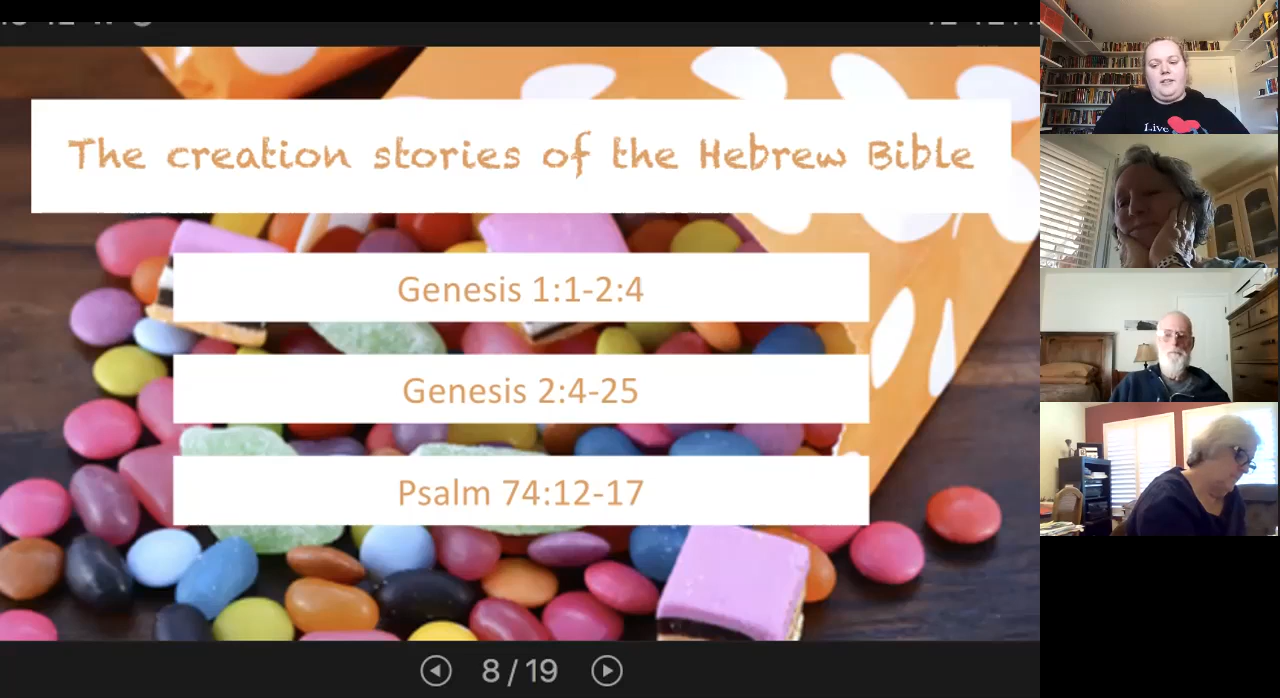 The creation stories of the Hebrew Bible
Genesis 1:1-2:4
Genesis 2:4-25
Psalm 74:12-17
8/19
Live